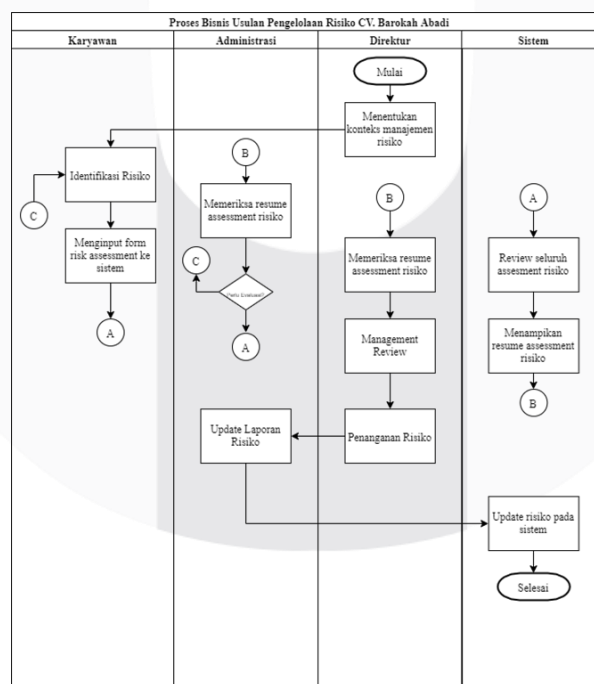 Proses Bisnis Usulan Pengelolaan Risiko CV. Barokah Abadi
Karyawan
Administrasi
Direktur
Sistem
Mulai
Menentukan
konteks manajemen
risiko
B
Identifikasi Risiko
Memeriksa resume
assessment risiko
B
A
C
Menginput form
risk assessment ke
sistem
C
Memeriksa resume
assessment risiko
Review seluruh
assesment risiko
Perlu Evaluasi?
A
A
Management
Review
Menampikan
resume assessment
risiko
B
Update Laporan
Risiko
Penanganan Risiko
Update risiko pada
sistem
Selesai